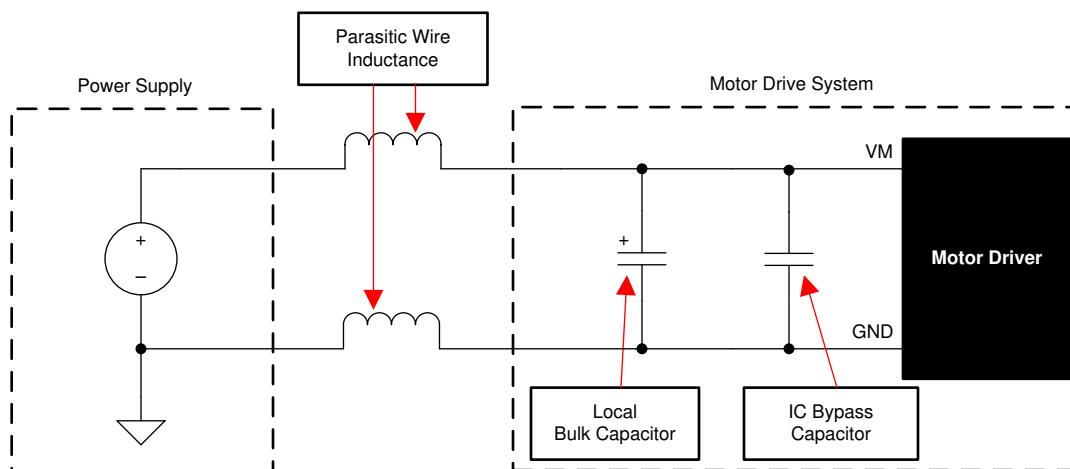 Parasitic Wire
Inductance
Power Supply
Motor Drive System
VM
+
–
+
Motor Driver
GND
Local
Bulk Capacitor
IC Bypass
Capacitor